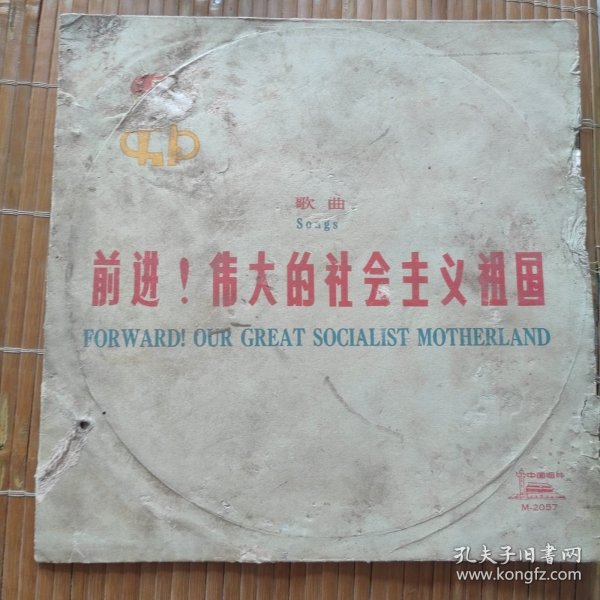 歌曲
Songs
前进！伟大的社会主义祖国
FORWARD! OUR GREAT SOCIALIST MOTHERLAND
中国唱片
M-2057
孔夫子旧书网
www.kongfz.com